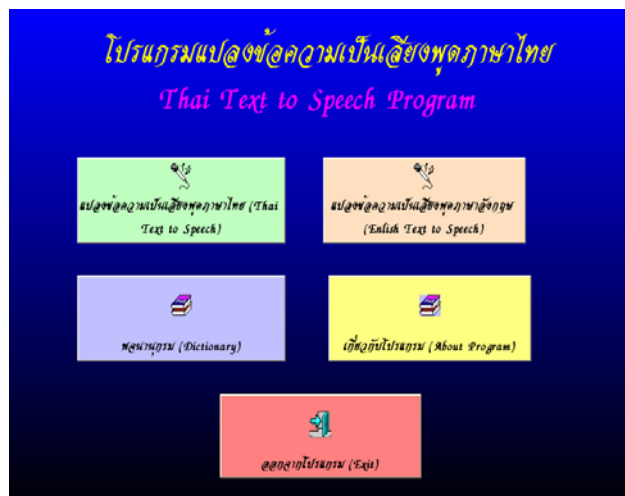 โปรแกรมแปลงข้อความเป็นเสียงพูดภาษาไทย
Thai Text to Speech Program
แปลงข้อความเป็นเสียงพูดภาษาไทย (Thai
Text to Speech)
แปลงข้อความเป็นเสียงพูดภาษาอังกฤษ
(Enlish Text to Speech)
พจนานุกรม (Dictionary)
เกี่ยวกับโปรแกรม (About Program)
ออกจากโปรแกรม (Exit)